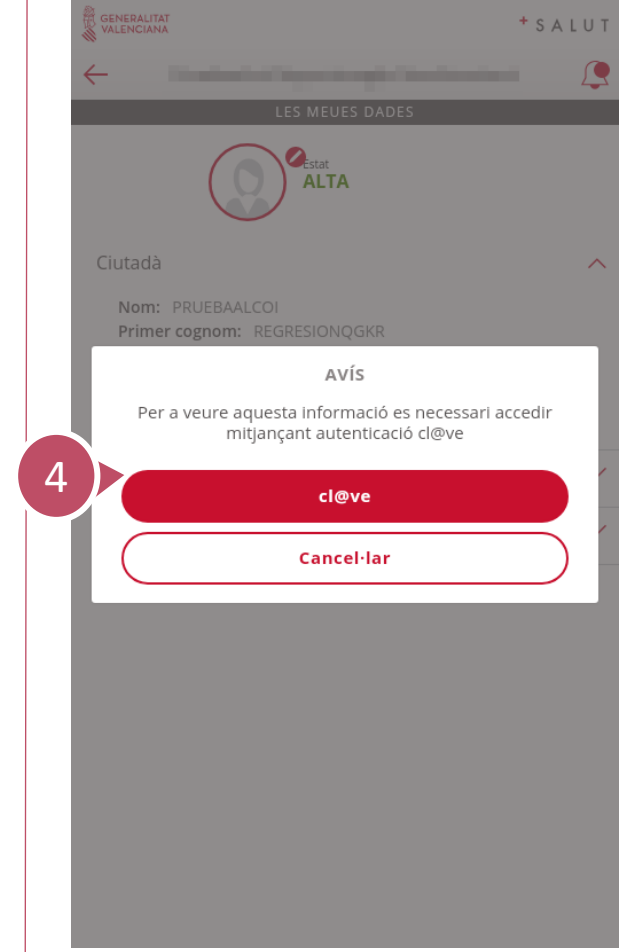 GENERALITAT
VALENCIANA
+SALUT
LES MEUES DADES
Estat
ALTA
Ciutadà
Nom: PRUEBAALCOI
Primer cognom: REGRESIONQGKR
AVÍS
Per a veure aquesta informació es necessari accedir
mitjançant autenticació cl@ve
4
cl@ve
Cancel·lar